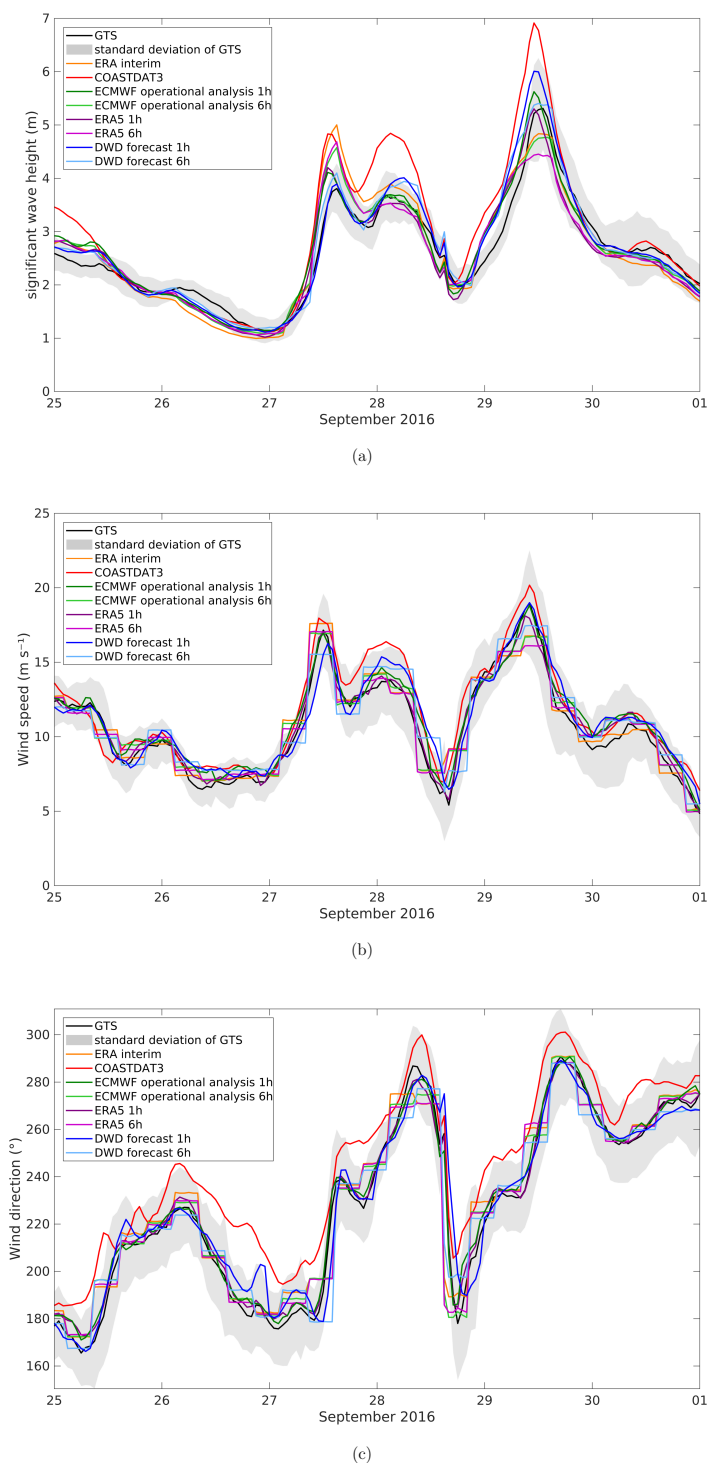 7
6
5
4
3
2
1
0
significant wave height (m)
GTS
standard deviation of GTS
ERA interim
COASTDAT3
ECMWF operational analysis 1h
ECMWF operational analysis 6h
ERA5 1h
ERA5 6h
DWD forecast 1h
DWD forecast 6h
25 26 27 28 29 30 01
September 2016
(a)
25
20
15
10
5
0
Wind speed (m s⁻¹)
GTS
standard deviation of GTS
ERA interim
COASTDAT3
ECMWF operational analysis 1h
ECMWF operational analysis 6h
ERA5 1h
ERA5 6h
DWD forecast 1h
DWD forecast 6h
25 26 27 28 29 30 01
September 2016
(b)
300
280
260
240
220
200
180
160
Wind direction (°)
GTS
standard deviation of GTS
ERA interim
COASTDAT3
ECMWF operational analysis 1h
ECMWF operational analysis 6h
ERA5 1h
ERA5 6h
DWD forecast 1h
DWD forecast 6h
25 26 27 28 29 30 01
September 2016
(c)